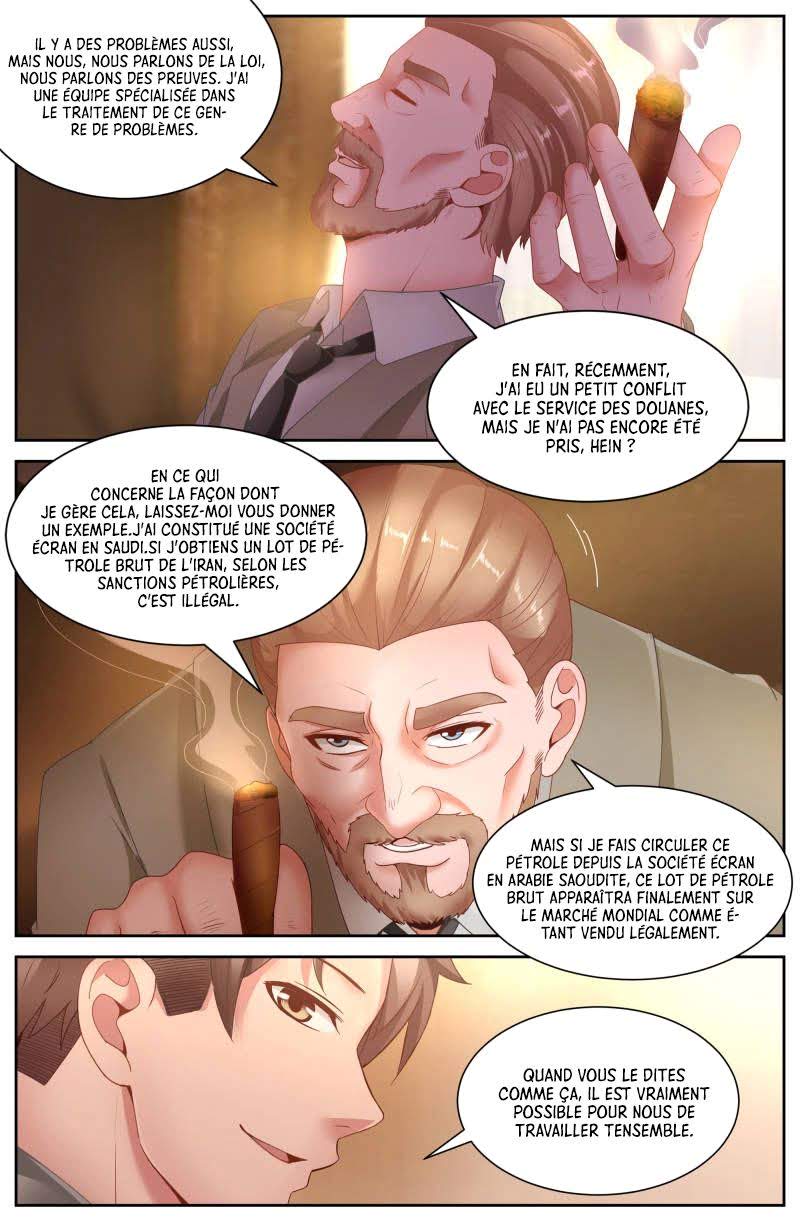 IL Y A DES PROBLÈMES AUSSI,
MAIS NOUS, NOUS PARLONS DE LA LOI,
NOUS PARLONS DES PREUVES. J'AI
UNE ÉQUIPE SPÉCIALISÉE DANS
LE TRAITEMENT DE CE GEN-
RE DE PROBLÈMES.
EN FAIT, RÉCEMMENT,
J'AI EU UN PETIT CONFLIT
AVEC LE SERVICE DES DOUANES,
MAIS JE N'AI PAS ENCORE ÉTÉ
PRIS, HEIN ?
EN CE QUI
CONCERNE LA FAÇON DONT
JE GÈRE CELA, LAISSEZ-MOI VOUS DONNER
UN EXEMPLE.J'AI CONSTITUÉ UNE SOCIÉTÉ
ÉCRAN EN SAUDI.SI J'OBTIENS UN LOT DE PÉ-
TROLE BRUT DE L'IRAN, SELON LES
SANCTIONS PÉTROLIÈRES,
C'EST ILLÉGAL.
MAIS SI JE FAIS CIRCULER CE
PÉTROLE DEPUIS LA SOCIÉTÉ ÉCRAN
EN ARABIE SAOUDITE, CE LOT DE PÉTROLE
BRUT APPARAÎTRA FINALEMENT SUR
LE MARCHÉ MONDIAL COMME É-
TANT VENDU LÉGALEMENT.
QUAND VOUS LE DITES
COMME ÇA, IL EST VRAIMENT
POSSIBLE POUR NOUS DE
TRAVAILLER TENSEMBLE.